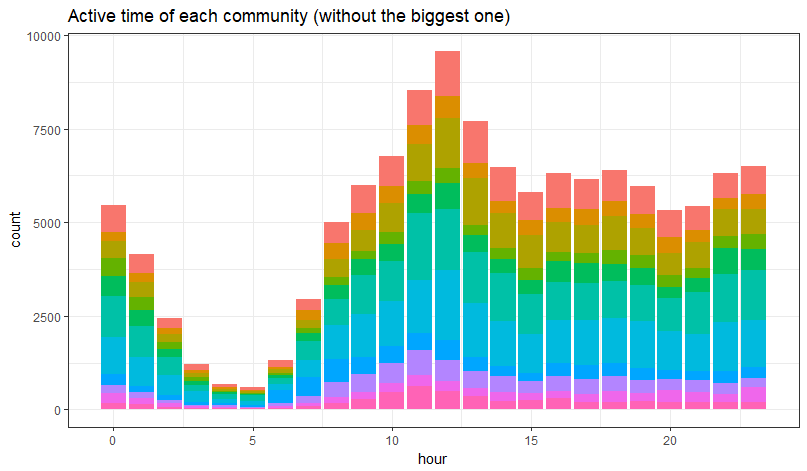 Active time of each community (without the biggest one)
10000
7500
5000
2500
0
count
0 5 10 15 20
hour